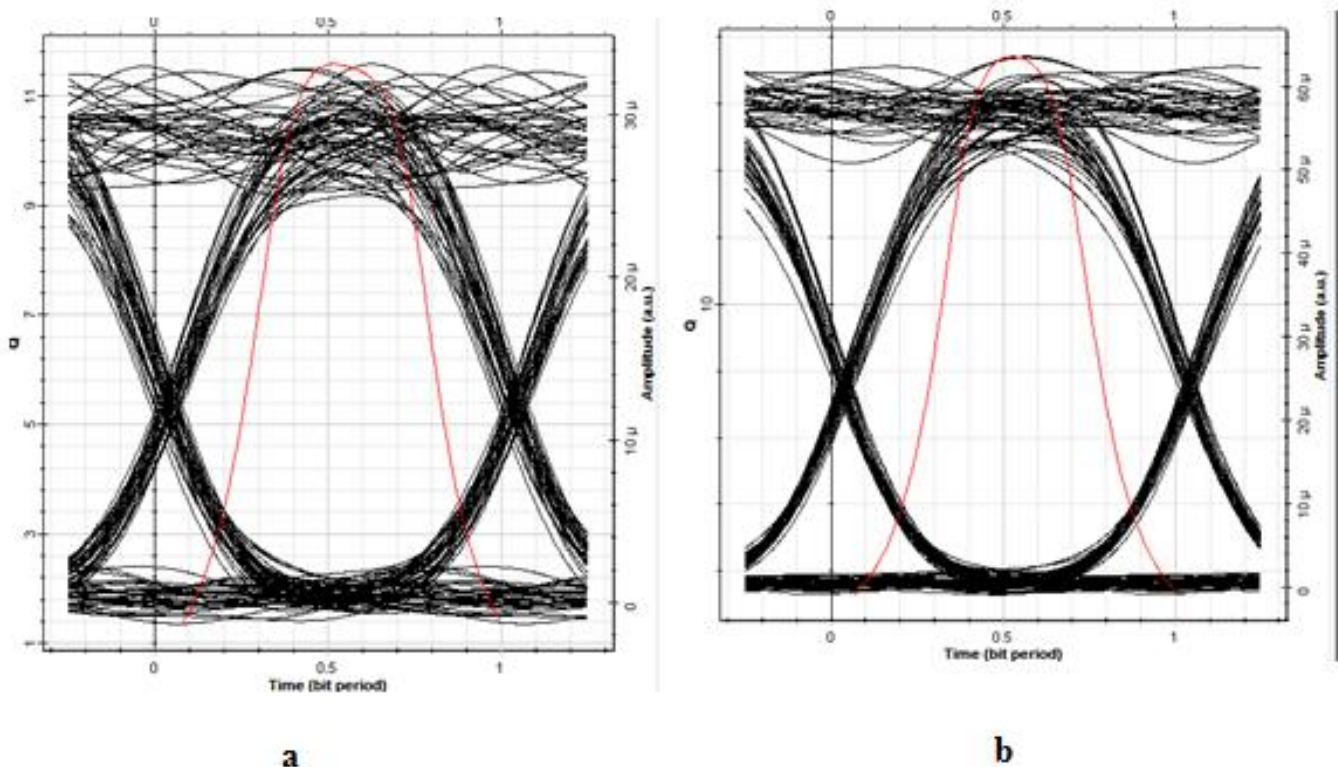 0 0.5 1
11
9
7
5
3
1
Q
30 µ
20 µ
10 µ
0
Amplitude (a.u.)
0 0.5 1
Time (bit period)
a
0 0.5 1
10
Q
60 µ
50 µ
40 µ
30 µ
20 µ
10 µ
0
Amplitude (a.u.)
0 0.5 1
Time (bit period)
b